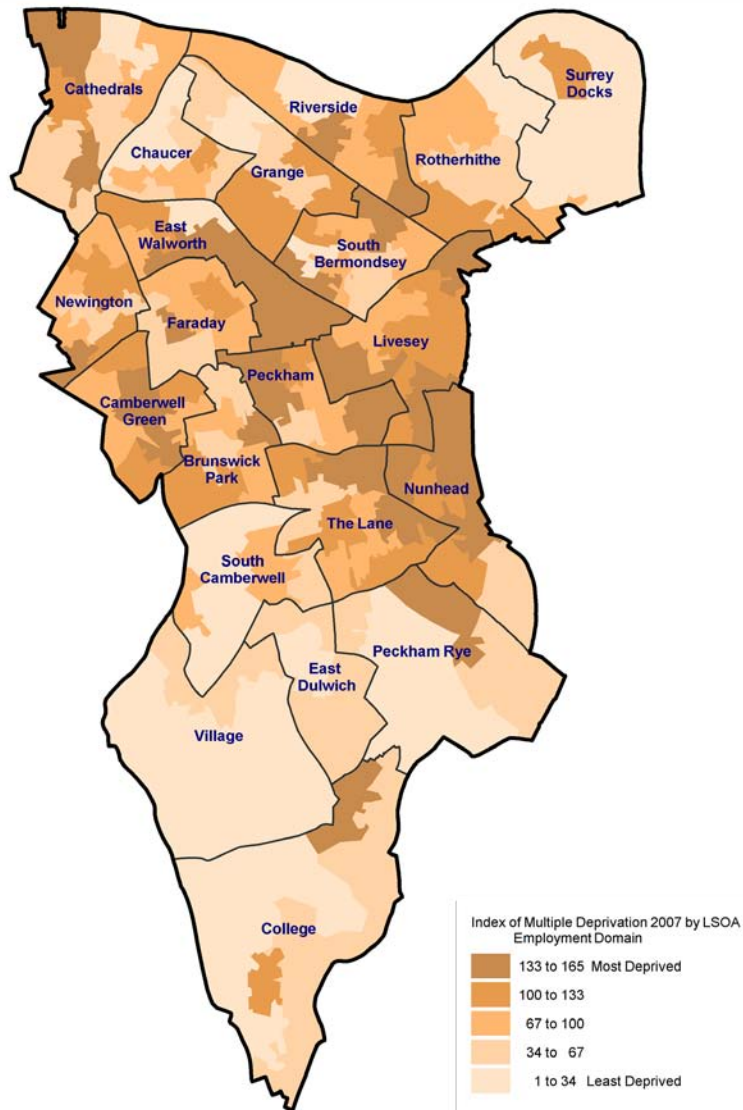 Cathedrals
Surrey
Docks
Riverside
Chaucer
Rotherhithe
Grange
East
Walworth
South
Bermondsey
Newington
Faraday
Livesey
Peckham
Camberwell
Green
Brunswick
Park
Nunhead
The Lane
South
Camberwell
Peckham Rye
East
Dulwich
Village
College
Index of Multiple Deprivation 2007 by LSOA
Employment Domain
133 to 165 Most Deprived
100 to 133
67 to 100
34 to 67
1 to 34 Least Deprived